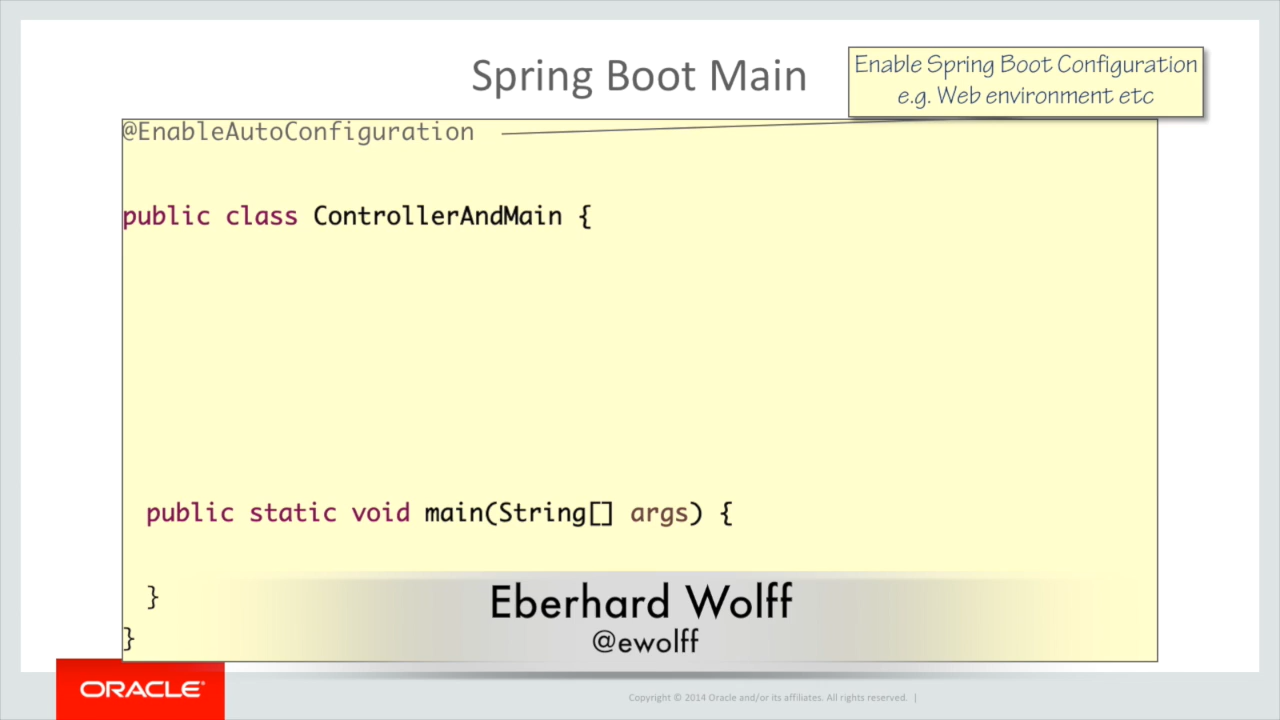 Spring Boot Main
Enable Spring Boot Configuration
e.g. Web environment etc
@EnableAutoConfiguration
public class ControllerAndMain {
public static void main(String[] args) {
}
}
Eberhard Wolff
@ewolff
ORACLE®
Copyright © 2014 Oracle and/or its affiliates. All rights reserved. |